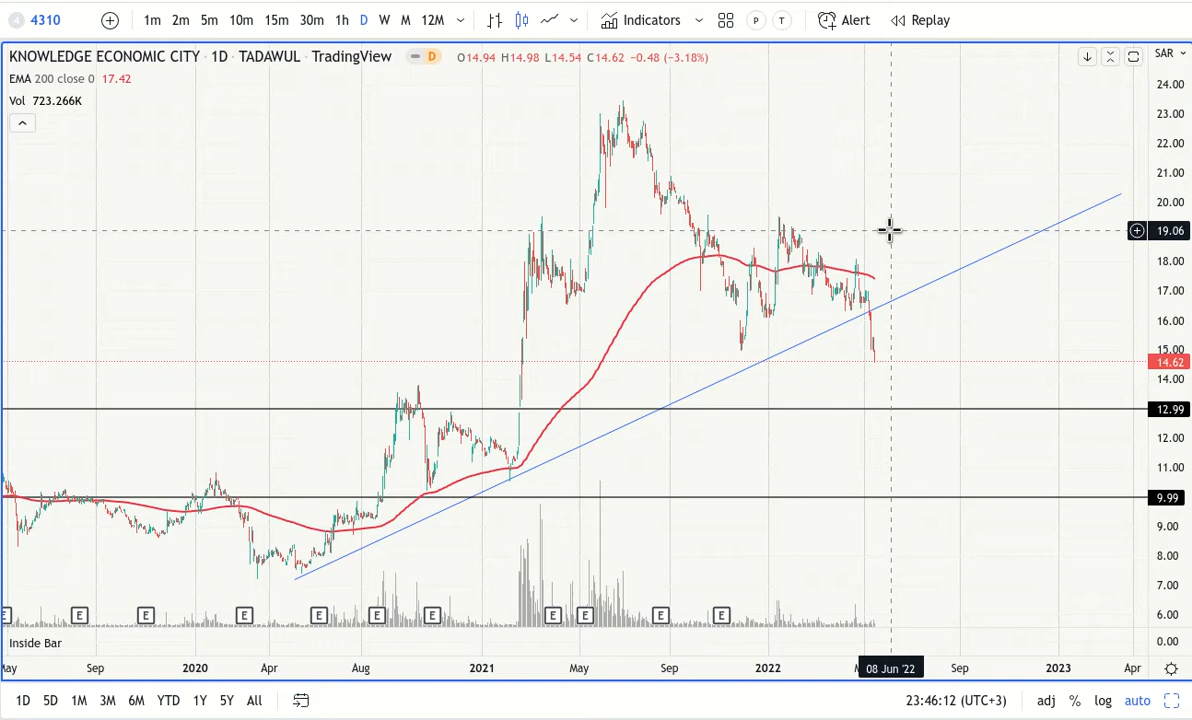 4310 1m 2m 5m 10m 15m 30m 1h D W M 12M Indicators P T Alert Replay
KNOWLEDGE ECONOMIC CITY · 1D · TADAWUL · TradingView D O14.94 H14.98 L14.54 C14.62 −0.48 (−3.18%) SAR
EMA 200 close 0 17.42
Vol 723.266K
24.00
23.00
22.00
21.00
20.00
19.06
18.00
17.00
16.00
15.00
14.62
14.00
12.99
12.00
11.00
9.99
9.00
8.00
7.00
6.00
E E E E E E E E E E E
0.00
Inside Bar
May Sep 2020 Apr Aug 2021 May Sep 2022 08 Jun '22 Sep 2023 Apr
1D 5D 1M 3M 6M YTD 1Y 5Y All 23:46:12 (UTC+3) adj % log auto